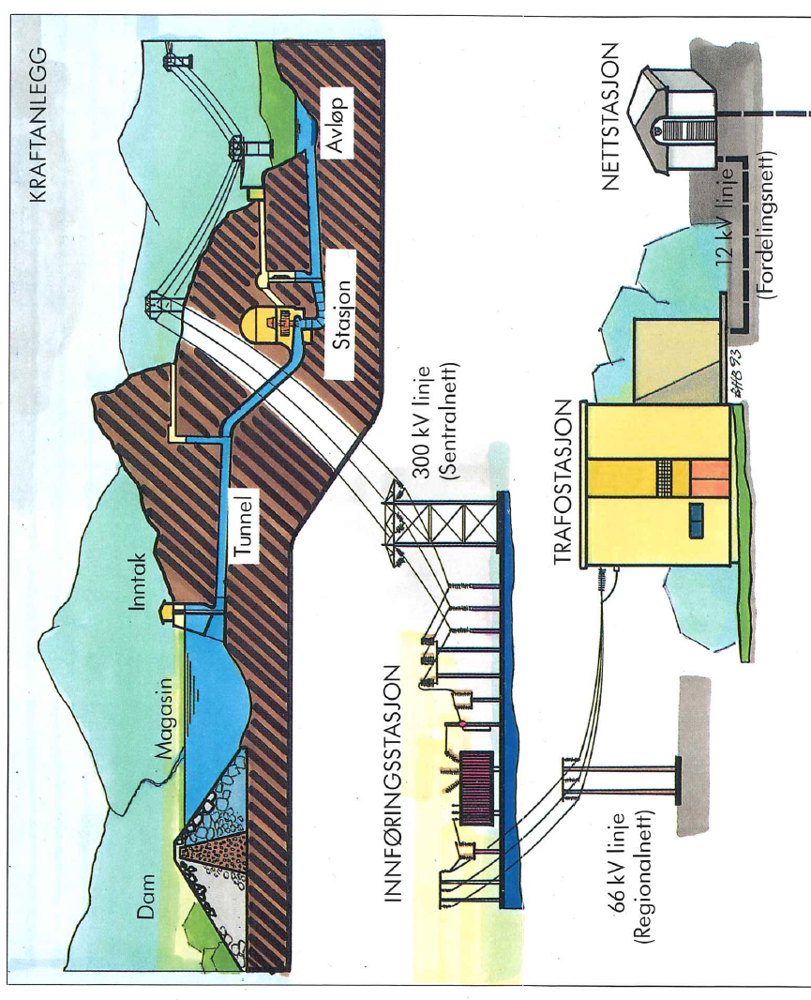 KRAFTANLEGG
Dam
Magasin
Inntak
Tunnel
Stasjon
Avløp
INNFØRINGSSTASJON
300 kV linje
(Sentralnett)
66 kV linje
(Regionalnett)
TRAFOSTASJON
NETTSTASJON
12 kV linje
(Fordelingsnett)